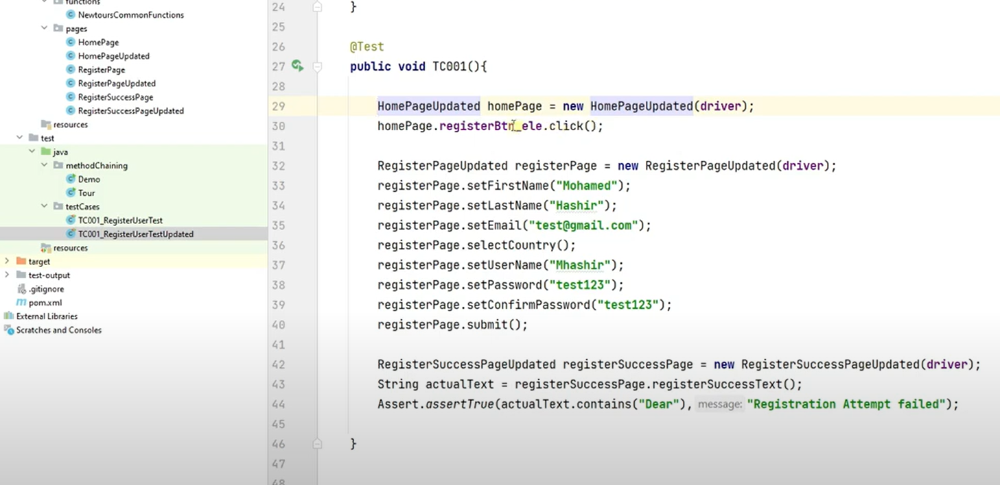 functions
NewtoursCommonFunctions
pages
HomePage
HomePageUpdated
RegisterPage
RegisterPageUpdated
RegisterSuccessPage
RegisterSuccessPageUpdated
resources
test
java
methodChaining
Demo
Tour
testCases
TC001_RegisterUserTest
TC001_RegisterUserTestUpdated
resources
target
test-output
.gitignore
pom.xml
External Libraries
Scratches and Consoles
24 }
25
26 @Test
27 public void TC001(){
28
29 HomePageUpdated homePage = new HomePageUpdated(driver);
30 homePage.registerBtn_ele.click();
31
32 RegisterPageUpdated registerPage = new RegisterPageUpdated(driver);
33 registerPage.setFirstName("Mohamed");
34 registerPage.setLastName("Hashir");
35 registerPage.setEmail("test@gmail.com");
36 registerPage.selectCountry();
37 registerPage.setUserName("Mhashir");
38 registerPage.setPassword("test123");
39 registerPage.setConfirmPassword("test123");
40 registerPage.submit();
41
42 RegisterSuccessPageUpdated registerSuccessPage = new RegisterSuccessPageUpdated(driver);
43 String actualText = registerSuccessPage.registerSuccessText();
44 Assert.assertTrue(actualText.contains("Dear"), message: "Registration Attempt failed");
45
46 }
47
48